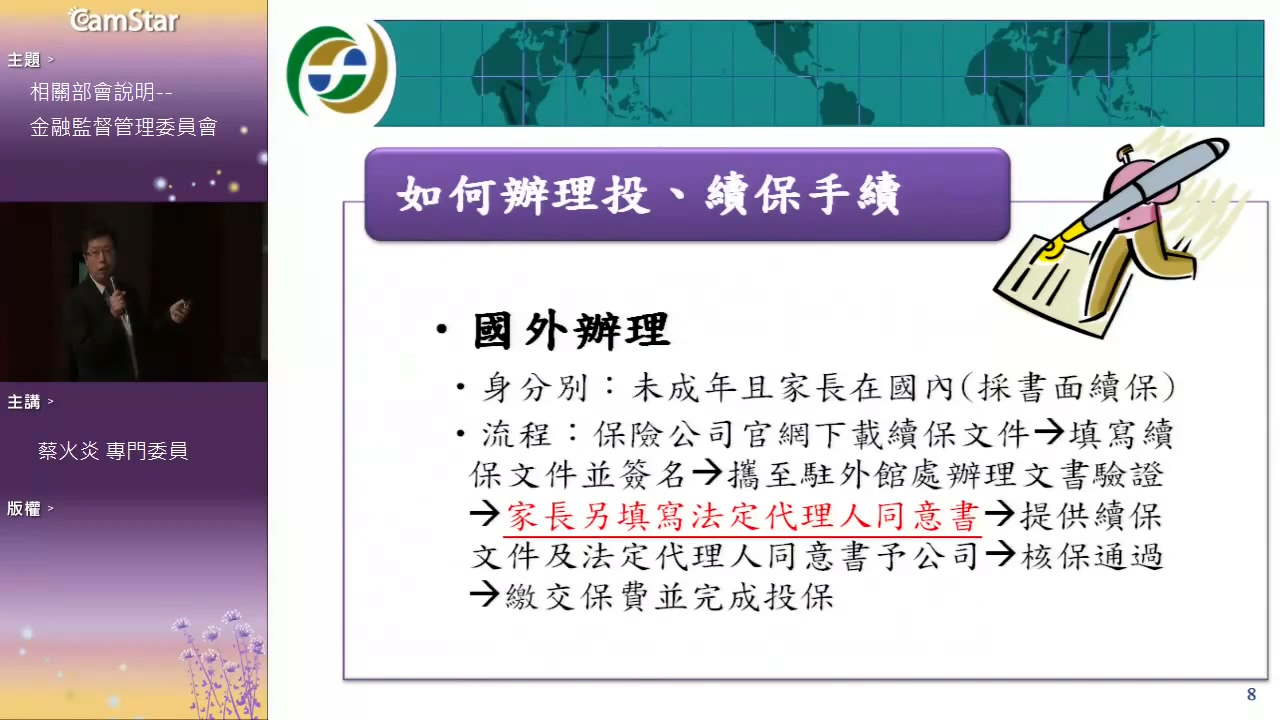 CamStar
主題 >
相關部會說明--
金融監督管理委員會
主講 >
蔡火炎 專門委員
版權 >
如何辦理投、續保手續
• 國外辦理
• 身分別：未成年且家長在國內(採書面續保)
• 流程：保險公司官網下載續保文件→填寫續
保文件並簽名→攜至駐外館處辦理文書驗證
→家長另填寫法定代理人同意書→提供續保
文件及法定代理人同意書予公司→核保通過
→繳交保費並完成投保
8